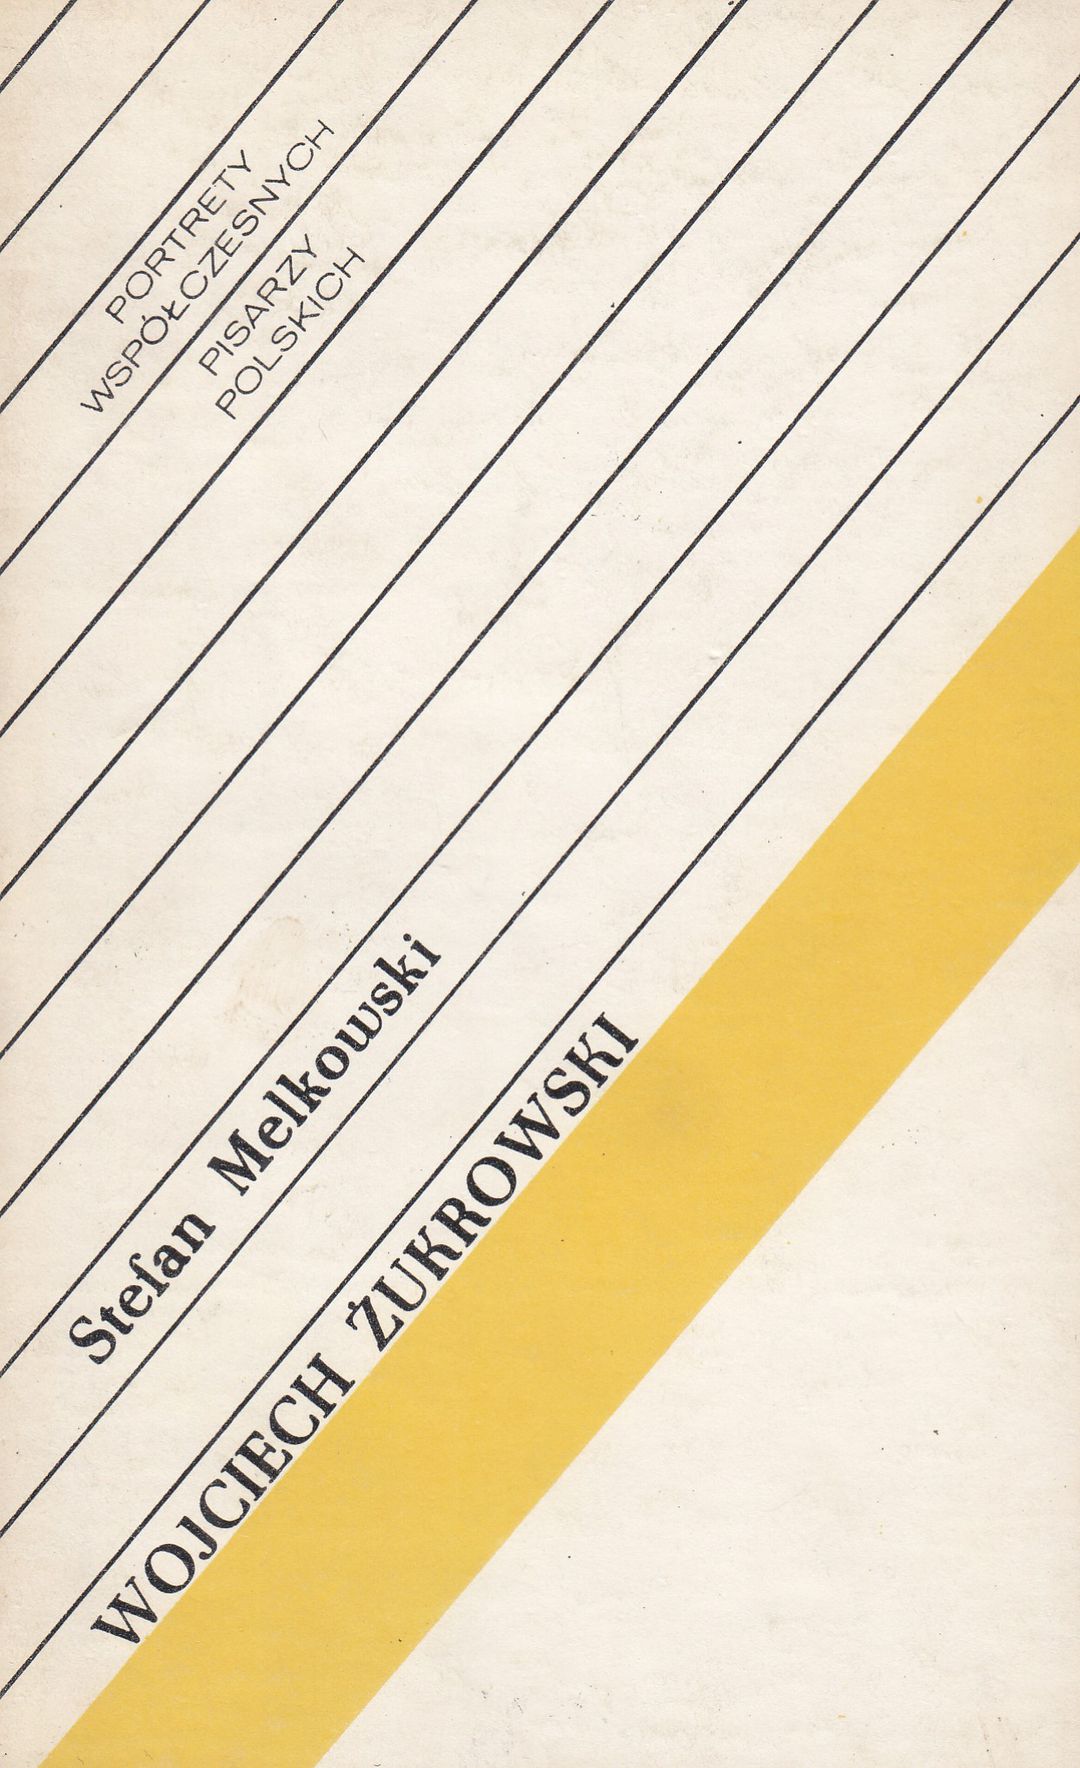 PORTRETY
WSPÓŁCZESNYCH
PISARZY
POLSKICH
Stefan Melkowski
WOJCIECH ŻUKROWSKI